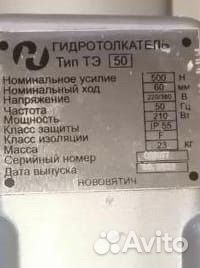 ГИДРОТОЛКАТЕЛЬ
Тип ТЭ 50
Номинальное усилие 500 Н
Номинальный ход 60 мм
Напряжение 220/380 В
Частота 50 Гц
Мощность 210 Вт
Класс защиты IP 55
Класс изоляции F
Масса 23 кг
Серийный номер
Дата выпуска
НОВОВЯТИЧ
Avito